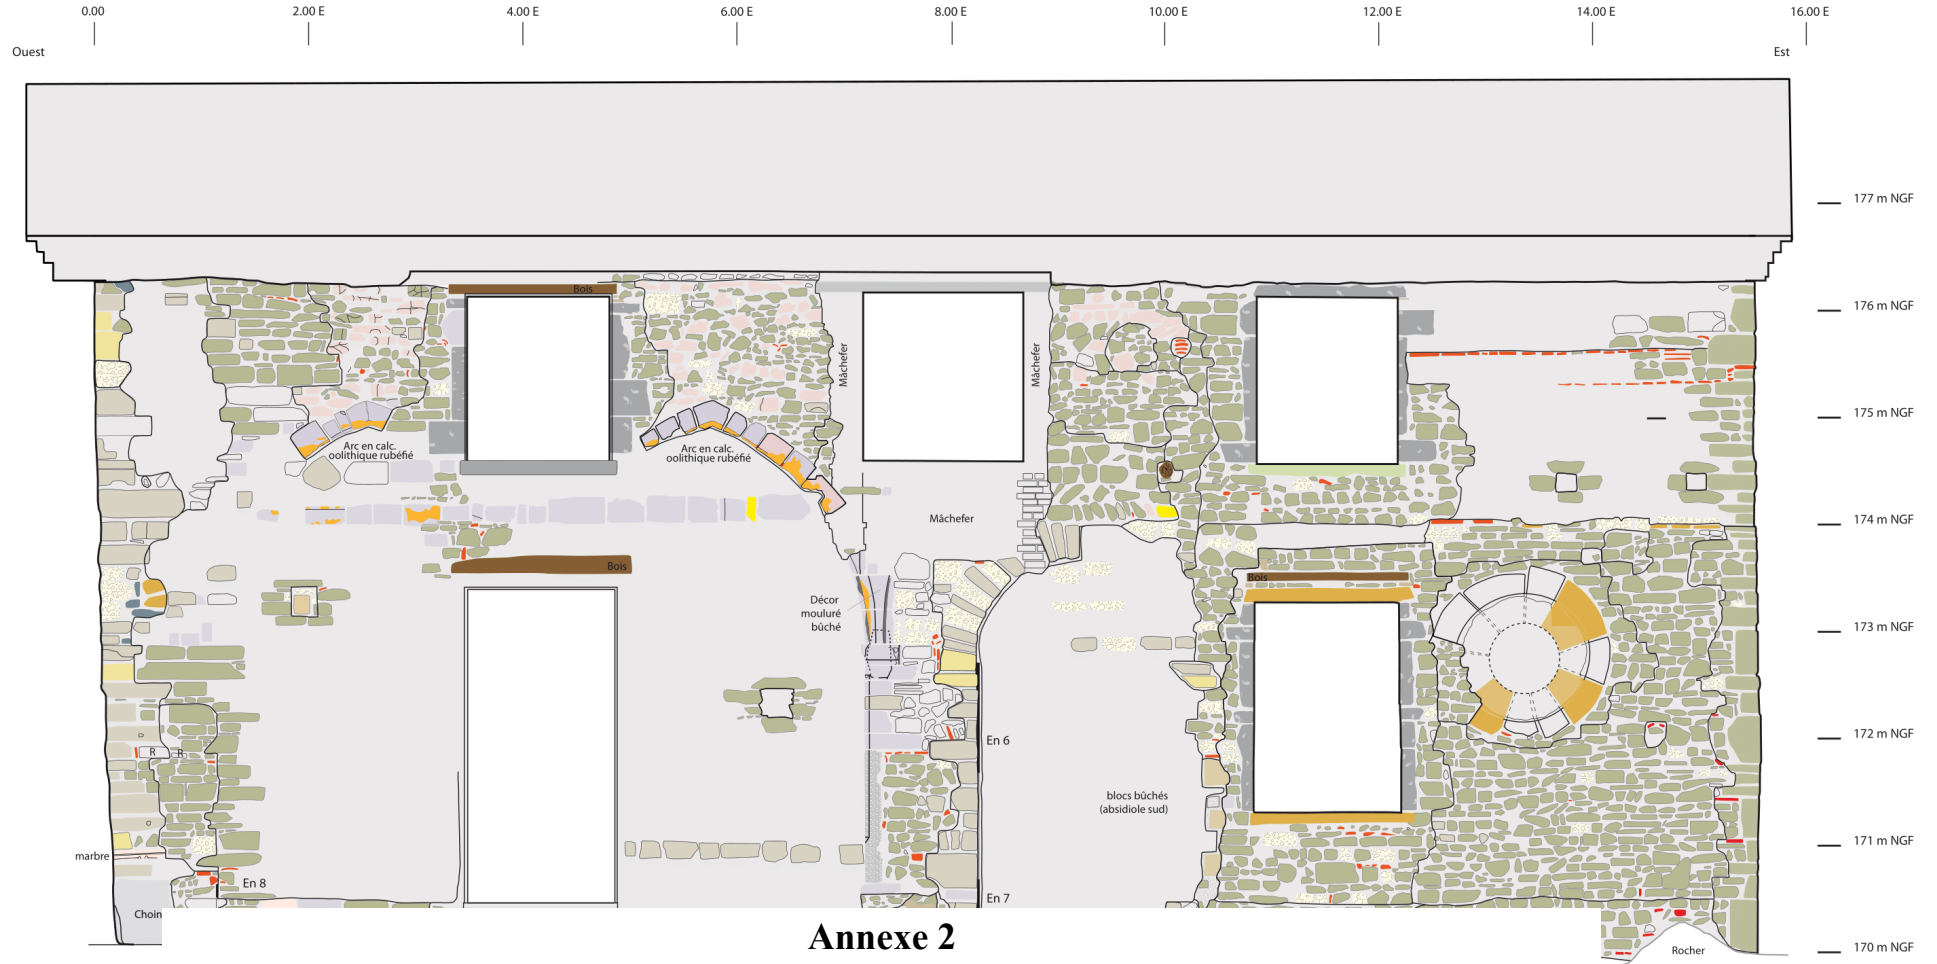 0.00 2.00 E 4.00 E 6.00 E 8.00 E 10.00 E 12.00 E 14.00 E 16.00 E
Ouest
Est
177 m NGF
Bois
176 m NGF
Mâchefer
Mâchefer
175 m NGF
Arc en calc.
oolithique rubéfié
Arc en calc.
oolithique rubéfié
Mâchefer
174 m NGF
Bois
Bois
Décor
mouluré
bûché
173 m NGF
En 6
172 m NGF
R
R
blocs bûchés
(absidiole sud)
marbre
171 m NGF
En 8
En 7
Choin
Annexe 2
Rocher
170 m NGF